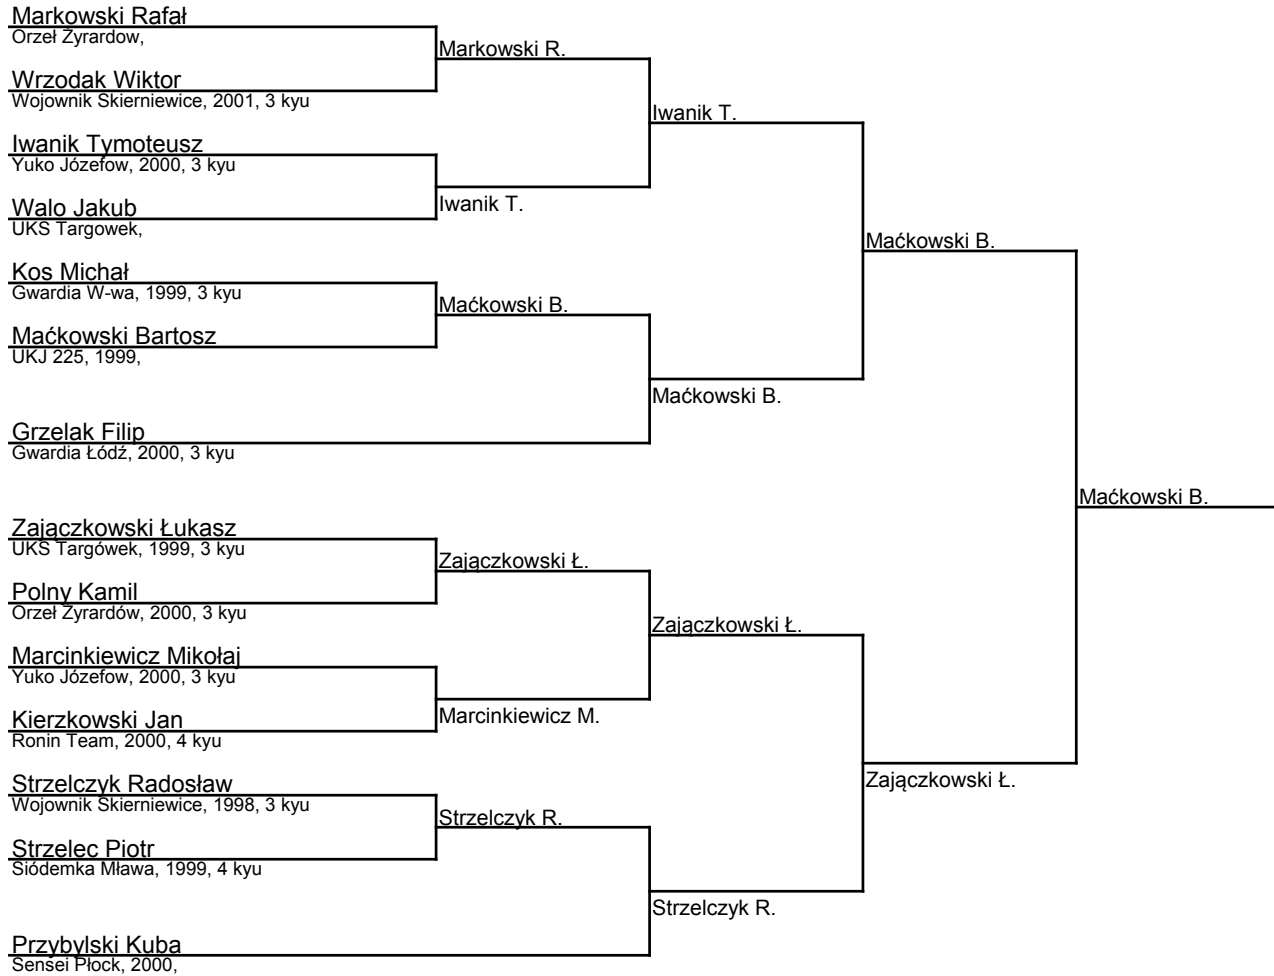 Markowski Rafał
Orzeł Żyrardow,
Markowski R.
Wrzodak Wiktor
Wojownik Skierniewice, 2001, 3 kyu
Iwanik T.
Iwanik Tymoteusz
Yuko Józefow, 2000, 3 kyu
Iwanik T.
Walo Jakub
UKS Targowek,
Maćkowski B.
Kos Michał
Gwardia W-wa, 1999, 3 kyu
Maćkowski B.
Maćkowski Bartosz
UKJ 225, 1999,
Maćkowski B.
Grzelak Filip
Gwardia Łódź, 2000, 3 kyu
Maćkowski B.
Zajączkowski Łukasz
UKS Targówek, 1999, 3 kyu
Zajączkowski Ł.
Polny Kamil
Orzeł Żyrardów, 2000, 3 kyu
Zajączkowski Ł.
Marcinkiewicz Mikołaj
Yuko Józefow, 2000, 3 kyu
Marcinkiewicz M.
Kierzkowski Jan
Ronin Team, 2000, 4 kyu
Zajączkowski Ł.
Strzelczyk Radosław
Wojownik Skierniewice, 1998, 3 kyu
Strzelczyk R.
Strzelec Piotr
Siódemka Mława, 1999, 4 kyu
Strzelczyk R.
Przybylski Kuba
Sensei Płock, 2000,